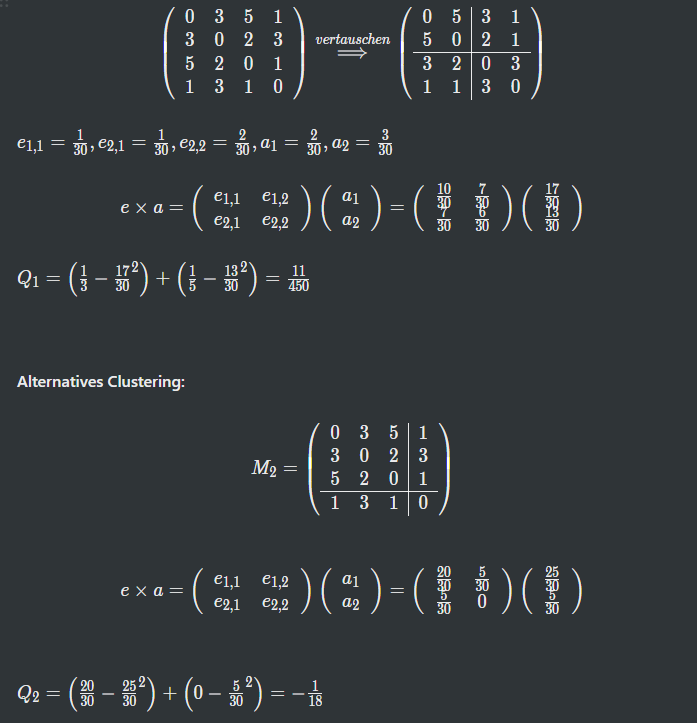 0 3 5 1 0 5 3 1
3 0 2 3 vertauschen 5 0 2 1
5 2 0 1 ⟹ 3 2 0 3
1 3 1 0 1 1 3 0
e1,1 = 1/30, e2,1 = 1/30, e2,2 = 2/30, a1 = 2/30, a2 = 3/30
e × a = ( e1,1 e1,2 ; e2,1 e2,2 ) ( a1 ; a2 ) = ( 10/30 7/30 ; 7/30 6/30 ) ( 17/30 ; 13/30 )
Q1 = (1/3 − 17/30²) + (1/5 − 13/30²) = 11/450
Alternatives Clustering:
0 3 5 1
3 0 2 3
M2 = 5 2 0 1
1 3 1 0
e × a = ( e1,1 e1,2 ; e2,1 e2,2 ) ( a1 ; a2 ) = ( 20/30 5/30 ; 5/30 0 ) ( 25/30 ; 5/30 )
Q2 = (20/30 − 25/30²) + (0 − 5/30²) = −1/18